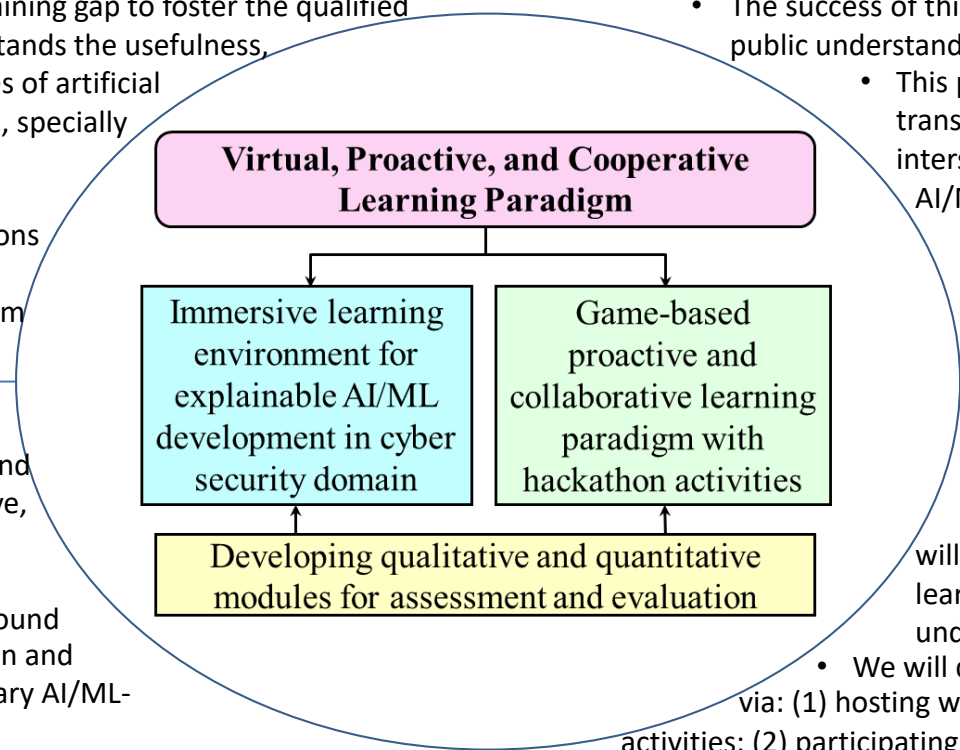 ining gap to foster the qualified
tands the usefulness,
s of artificial
, specially
ons
m
nd
ve,
ound
n and
ary AI/ML-
Virtual, Proactive, and Cooperative
Learning Paradigm
Immersive learning
environment for
explainable AI/ML
development in cyber
security domain
Game-based
proactive and
collaborative learning
paradigm with
hackathon activities
Developing qualitative and quantitative
modules for assessment and evaluation
• The success of thi
public understand
• This p
trans
inters
AI/M
will
lear
und
• We will
via: (1) hosting w
activities; (2) participating